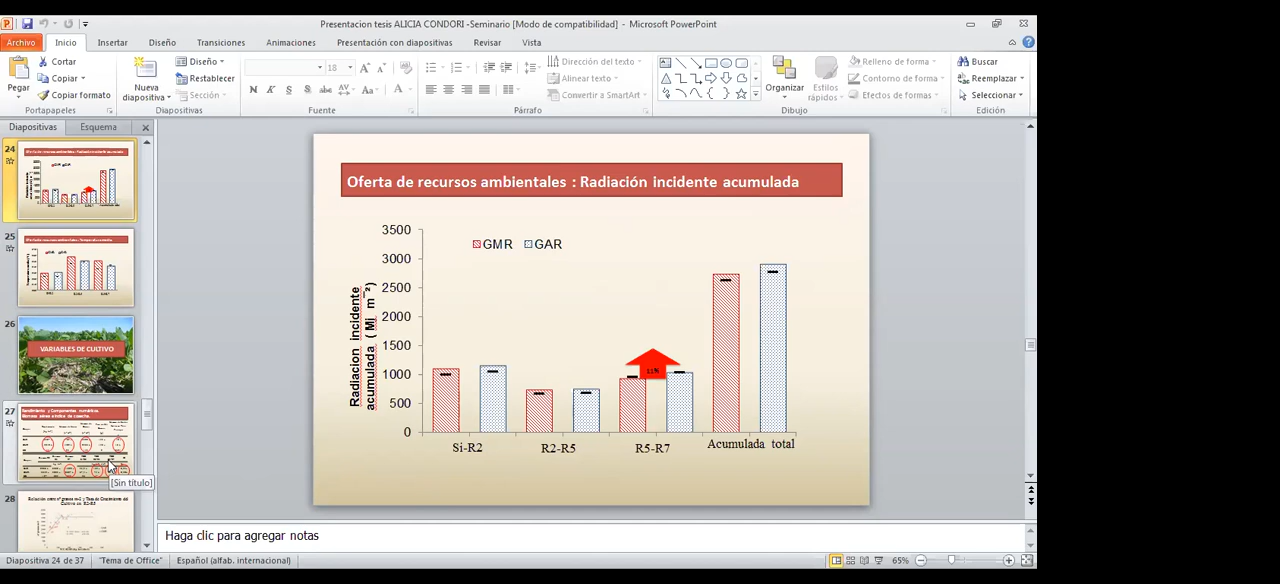 Presentacion tesis ALICIA CONDORI -Seminario [Modo de compatibilidad] - Microsoft PowerPoint
Archivo Inicio Insertar Diseño Transiciones Animaciones Presentación con diapositivas Revisar Vista
Pegar
Cortar
Copiar
Copiar formato
Portapapeles
Nueva diapositiva
Diseño
Restablecer
Sección
Diapositivas
18
N K S S abc AV Aa A
Fuente
Dirección del texto
Alinear texto
Convertir a SmartArt
Párrafo
Organizar
Estilos rápidos
Relleno de forma
Contorno de forma
Efectos de formas
Dibujo
Buscar
Reemplazar
Seleccionar
Edición
Diapositivas Esquema
24
25
26
VARIABLES DE CULTIVO
27
[Sin título]
28
Oferta de recursos ambientales : Radiación incidente acumulada
Radiacion incidente
acumulada ( Mj m⁻²)
3500
3000
2500
2000
1500
1000
500
0
GMR GAR
11%
Si-R2 R2-R5 R5-R7 Acumulada total
Haga clic para agregar notas
Diapositiva 24 de 37 "Tema de Office" Español (alfab. internacional) 65%